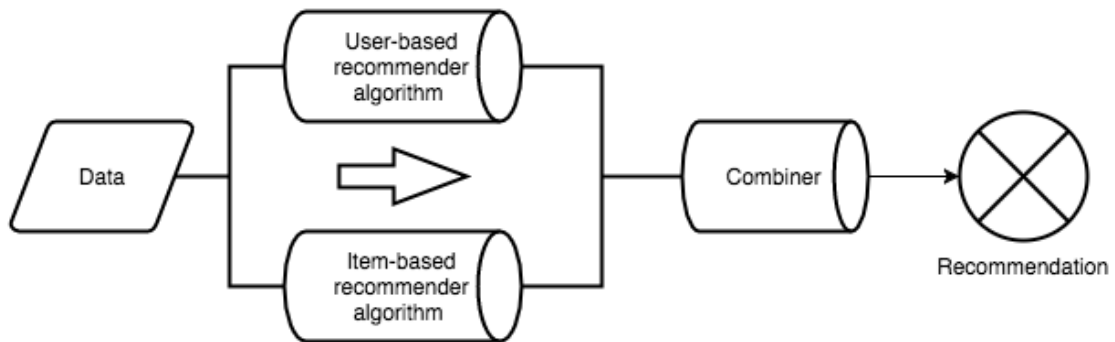 User-based
recommender
algorithm
Data
Combiner
Item-based
recommender
algorithm
Recommendation